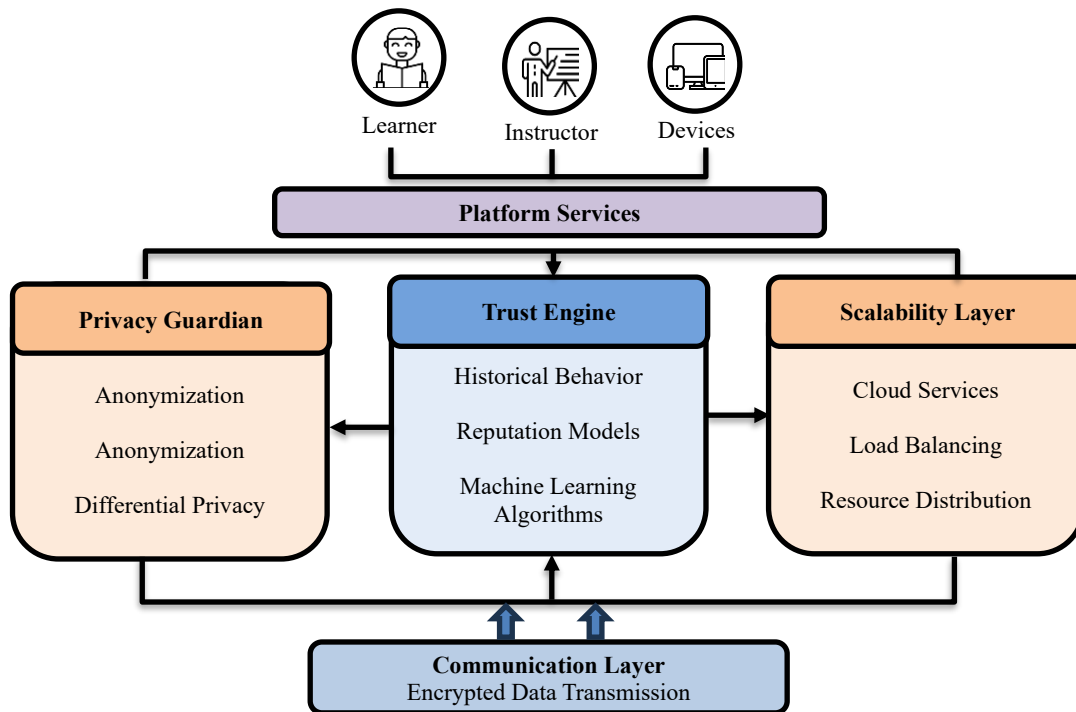 Learner
Instructor
Devices
Platform Services
Privacy Guardian
Anonymization
Anonymization
Differential Privacy
Trust Engine
Historical Behavior
Reputation Models
Machine Learning
Algorithms
Scalability Layer
Cloud Services
Load Balancing
Resource Distribution
Communication Layer
Encrypted Data Transmission